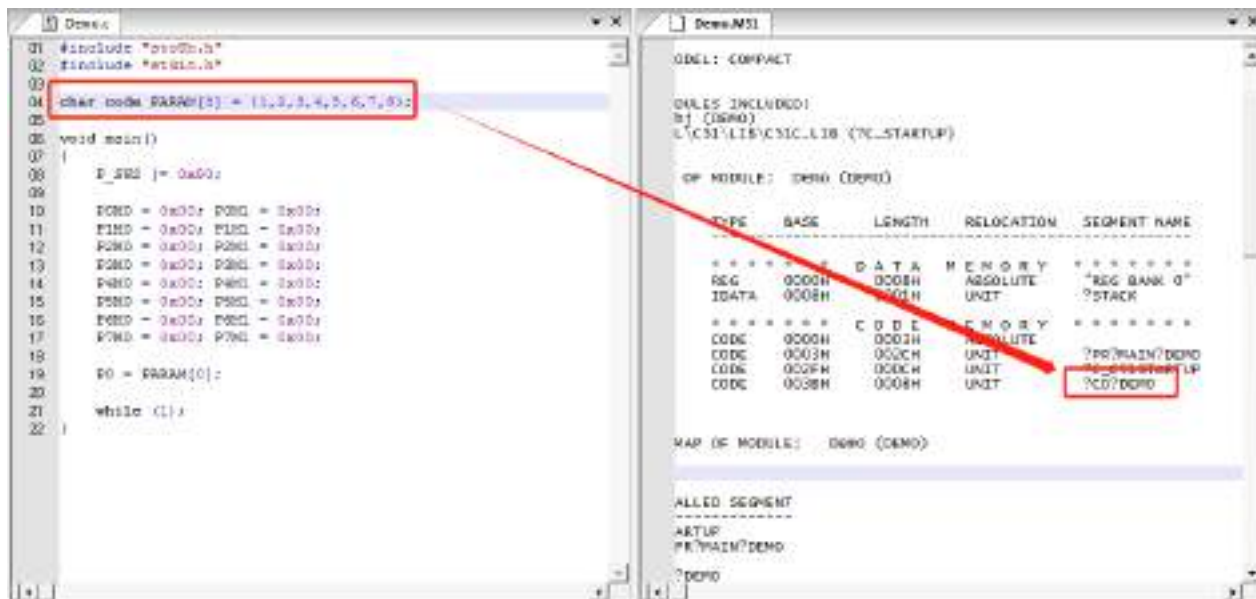 Demo.c
01 #include
02 #include
03
04 char code PARAM[8] = {1,2,3,4,5,6,7,8};
05
06 void main()
07 {
08 P_SW2 |= 0x80;
09
10 P0M0 = 0x00; P0M1 = 0x00;
11 P1M0 = 0x00; P1M1 = 0x00;
12 P2M0 = 0x00; P2M1 = 0x00;
13 P3M0 = 0x00; P3M1 = 0x00;
14 P4M0 = 0x00; P4M1 = 0x00;
15 P5M0 = 0x00; P5M1 = 0x00;
16 P6M0 = 0x00; P6M1 = 0x00;
17 P7M0 = 0x00; P7M1 = 0x00;
18
19 P0 = PARAM[0];
20
21 while (1);
22 }
Demo.M51
ODEL: COMPACT
DULES INCLUDED:
bj (DEMO)
L\C51\LIB\C51C.LIB (?C_STARTUP)
OF MODULE: Demo (DEMO)
TYPE BASE LENGTH RELOCATION SEGMENT NAME
* * * * * * * D A T A M E M O R Y * * * * * * *
REG 0000H 0008H ABSOLUTE "REG BANK 0"
IDATA 0008H 0001H UNIT ?STACK
* * * * * * * C O D E M E M O R Y * * * * * * *
CODE 0000H 0003H ABSOLUTE
CODE 0003H 002CH UNIT ?PR?MAIN?DEMO
CODE 002FH 000CH UNIT ?C_C51STARTUP
CODE 003BH 0008H UNIT ?CO?DEMO
MAP OF MODULE: Demo (DEMO)
ALLED SEGMENT
ARTUP
PR?MAIN?DEMO
?DEMO